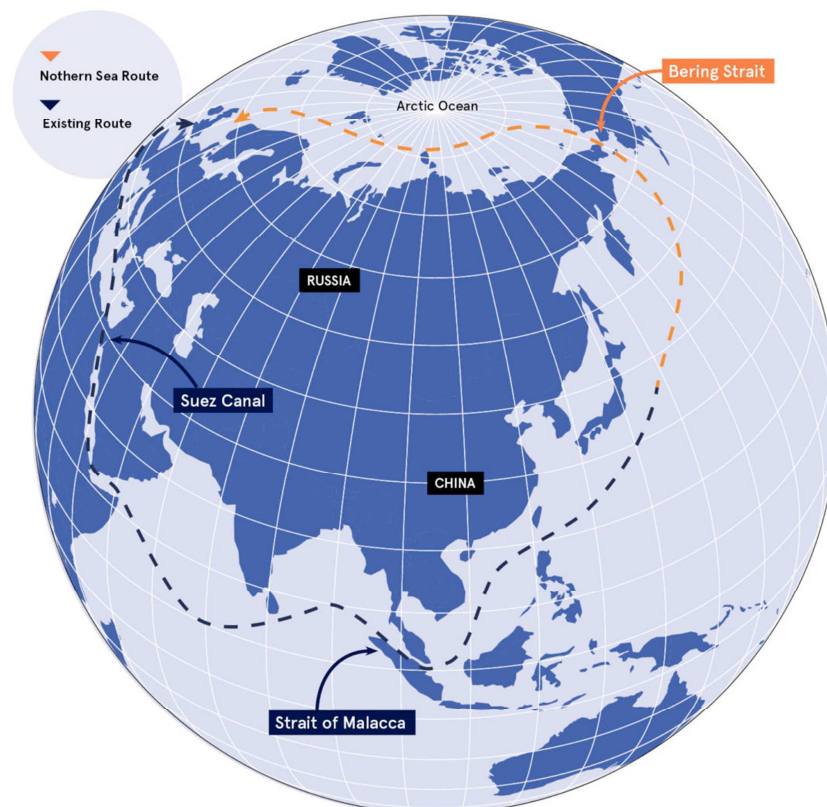 Nothern Sea Route
Existing Route
Arctic Ocean
Bering Strait
RUSSIA
Suez Canal
CHINA
Strait of Malacca